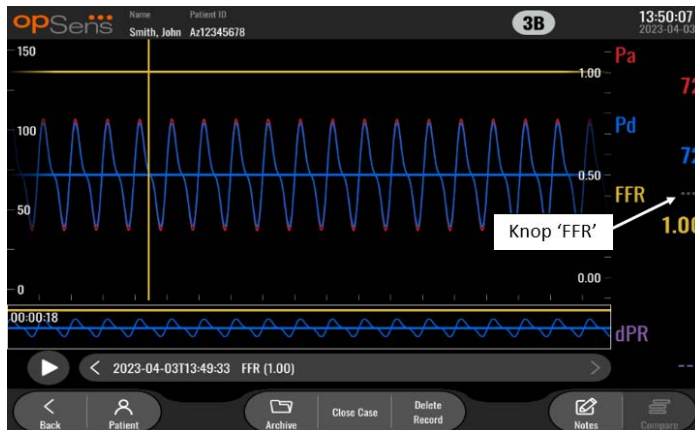 opSens
Name Patient ID
Smith, John Az12345678
3B
13:50:07
2023-04-03
150
100
50
0
1.00
0.50
0.00
Pa
72
Pd
72
FFR
---
1.00
Knop ‘FFR’
00:00:18
dPR
--
2023-04-03T13:49:33 FFR (1.00)
Back
Patient
Archive
Close Case
Delete
Record
Notes
Compare